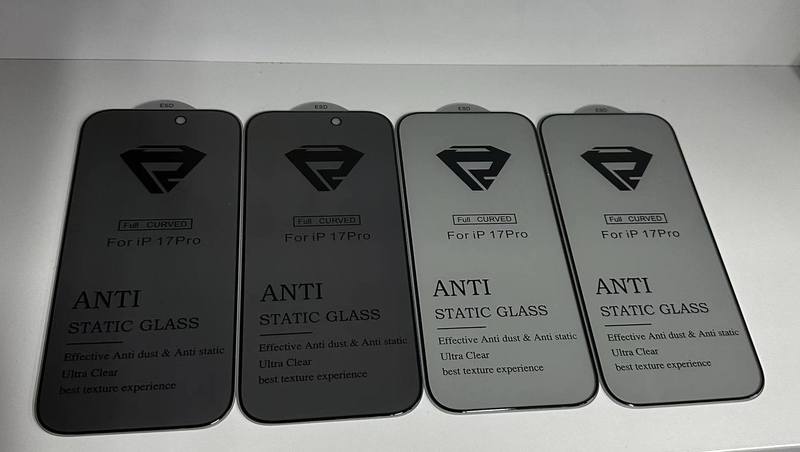 ESD
Full CURVED
For iP 17Pro
ANTI
STATIC GLASS
Effective Anti dust & Anti static
Ultra Clear
best texture experience
ESD
Full CURVED
For iP 17Pro
ANTI
STATIC GLASS
Effective Anti dust & Anti static
Ultra Clear
best texture experience
ESD
Full CURVED
For iP 17Pro
ANTI
STATIC GLASS
Effective Anti dust & Anti static
Ultra Clear
best texture experience
ESD
Full CURVED
For iP 17Pro
ANTI
STATIC GLASS
Effective Anti dust & Anti static
Ultra Clear
best texture experience